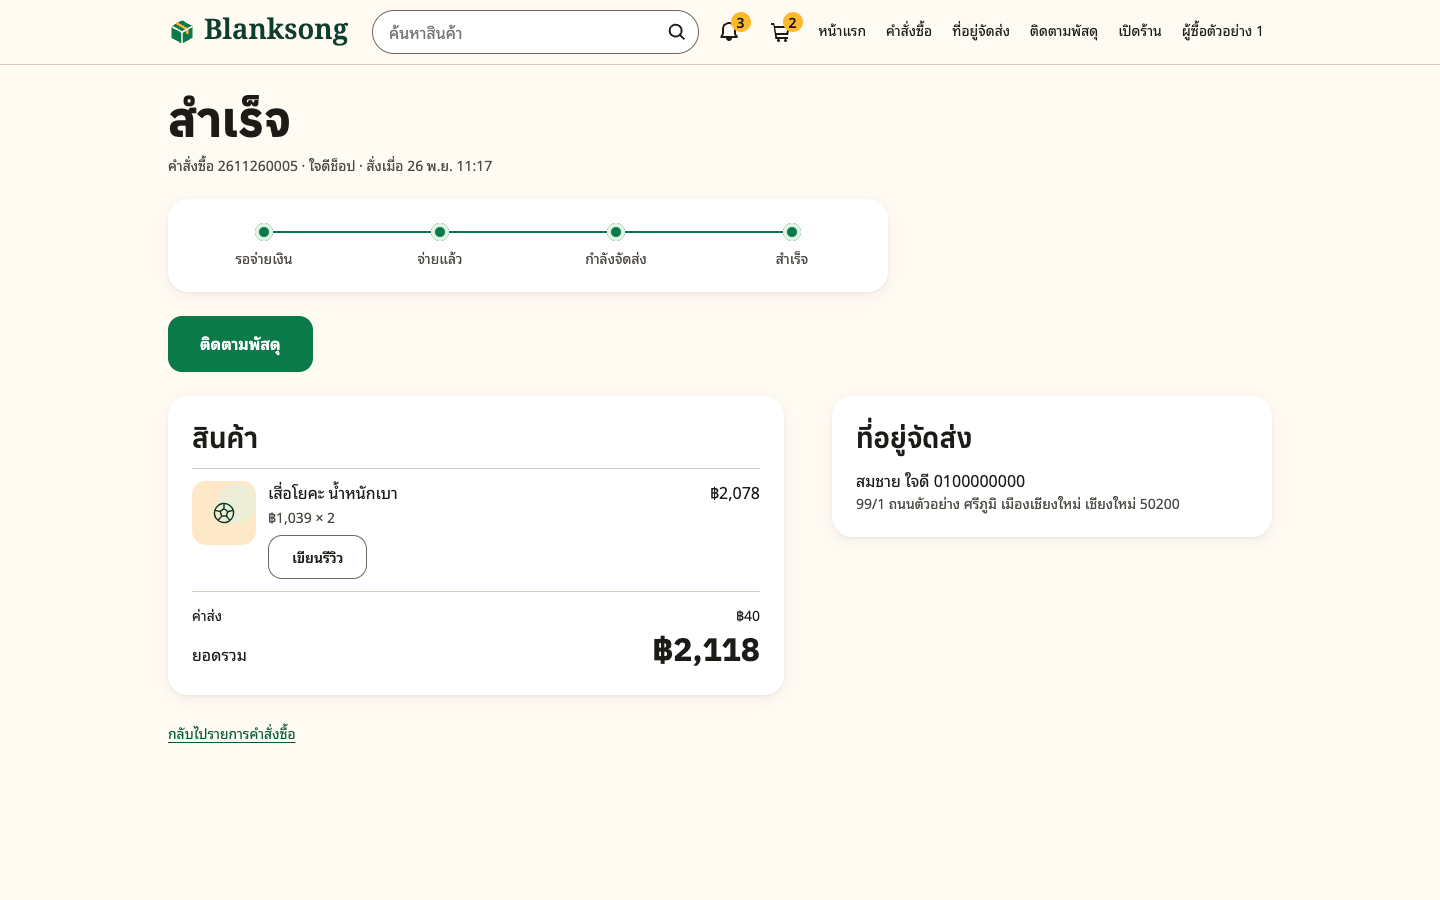 Blanksong
ค้นหาสินค้า
3
2
หน้าแรก
คำสั่งซื้อ
ที่อยู่จัดส่ง
ติดตามพัสดุ
เปิดร้าน
ผู้ซื้อตัวอย่าง 1
สำเร็จ
คำสั่งซื้อ 2611260005 · ใจดีช็อป · สั่งเมื่อ 26 พ.ย. 11:17
รอจ่ายเงิน
จ่ายแล้ว
กำลังจัดส่ง
สำเร็จ
ติดตามพัสดุ
สินค้า
เสื่อโยคะ น้ำหนักเบา
฿2,078
฿1,039 × 2
เขียนรีวิว
ค่าส่ง
฿40
ยอดรวม
฿2,118
ที่อยู่จัดส่ง
สมชาย ใจดี 0100000000
99/1 ถนนตัวอย่าง ศรีภูมิ เมืองเชียงใหม่ เชียงใหม่ 50200
กลับไปรายการคำสั่งซื้อ